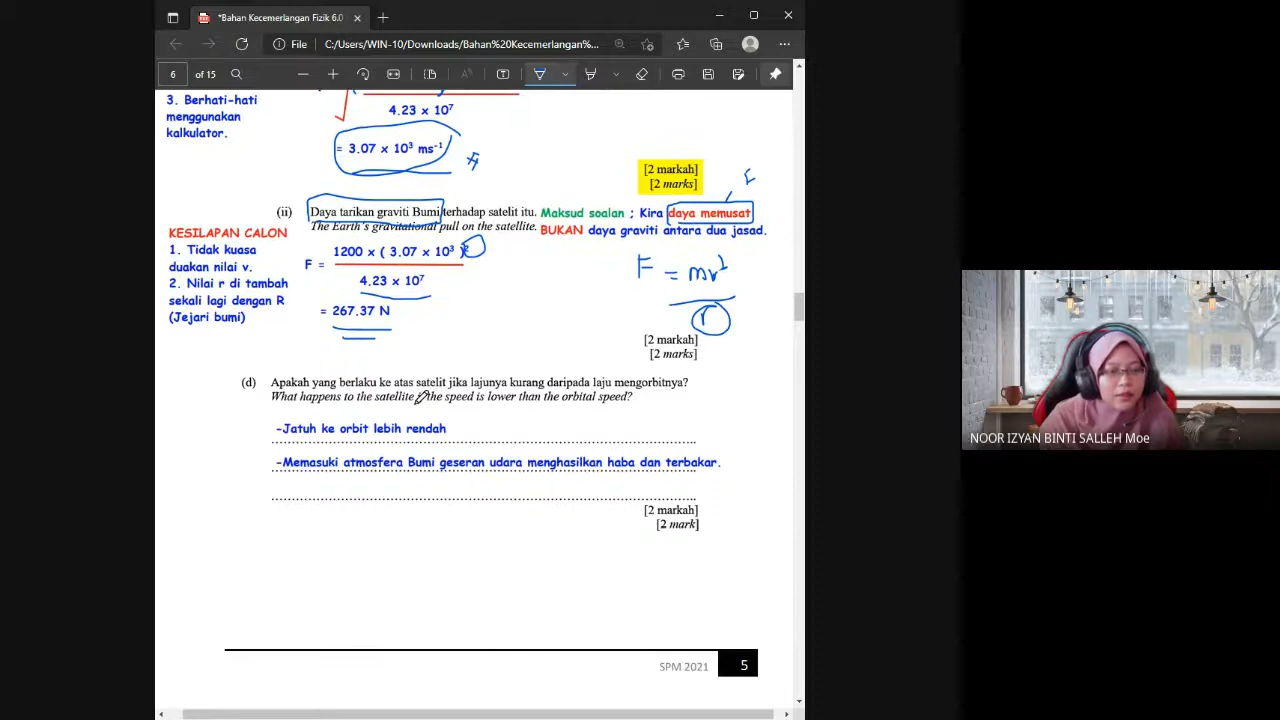 *Bahan Kecemerlangan Fizik 6.0
File
C:/Users/WIN-10/Downloads/Bahan%20Kecemerlangan%...
6 of 15
3. Berhati-hati
menggunakan
kalkulator.
4.23 x 10⁷
= 3.07 x 10³ ms⁻¹
[2 markah]
[2 marks]
(ii) Daya tarikan graviti Bumi terhadap satelit itu. Maksud soalan ; Kira daya memusat
The Earth's gravitational pull on the satellite. BUKAN daya graviti antara dua jasad.
KESILAPAN CALON
1. Tidak kuasa
duakan nilai v.
2. Nilai r di tambah
sekali lagi dengan R
(Jejari bumi)
F = 1200 x ( 3.07 x 10³ )²
4.23 x 10⁷
= 267.37 N
F = mv²
r
[2 markah]
[2 marks]
(d) Apakah yang berlaku ke atas satelit jika lajunya kurang daripada laju mengorbitnya?
What happens to the satellite the speed is lower than the orbital speed?
-Jatuh ke orbit lebih rendah
-Memasuki atmosfera Bumi geseran udara menghasilkan haba dan terbakar.
[2 markah]
[2 mark]
SPM 2021 5
NOOR IZYAN BINTI SALLEH Moe